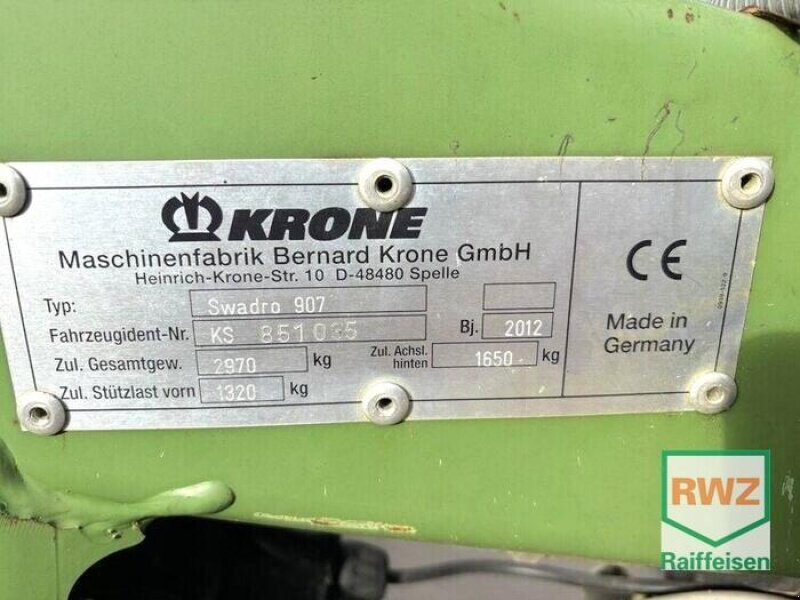 KRONE
Maschinenfabrik Bernard Krone GmbH
Heinrich-Krone-Str. 10 D-48480 Spelle
Typ: Swadro 907
Fahrzeugident-Nr. KS 851035 Bj. 2012
Zul. Gesamtgew. 2970 kg Zul. Achsl. hinten 1650 kg
Zul. Stützlast vorn 1320 kg
CE
Made in
Germany
RWZ
Raiffeisen